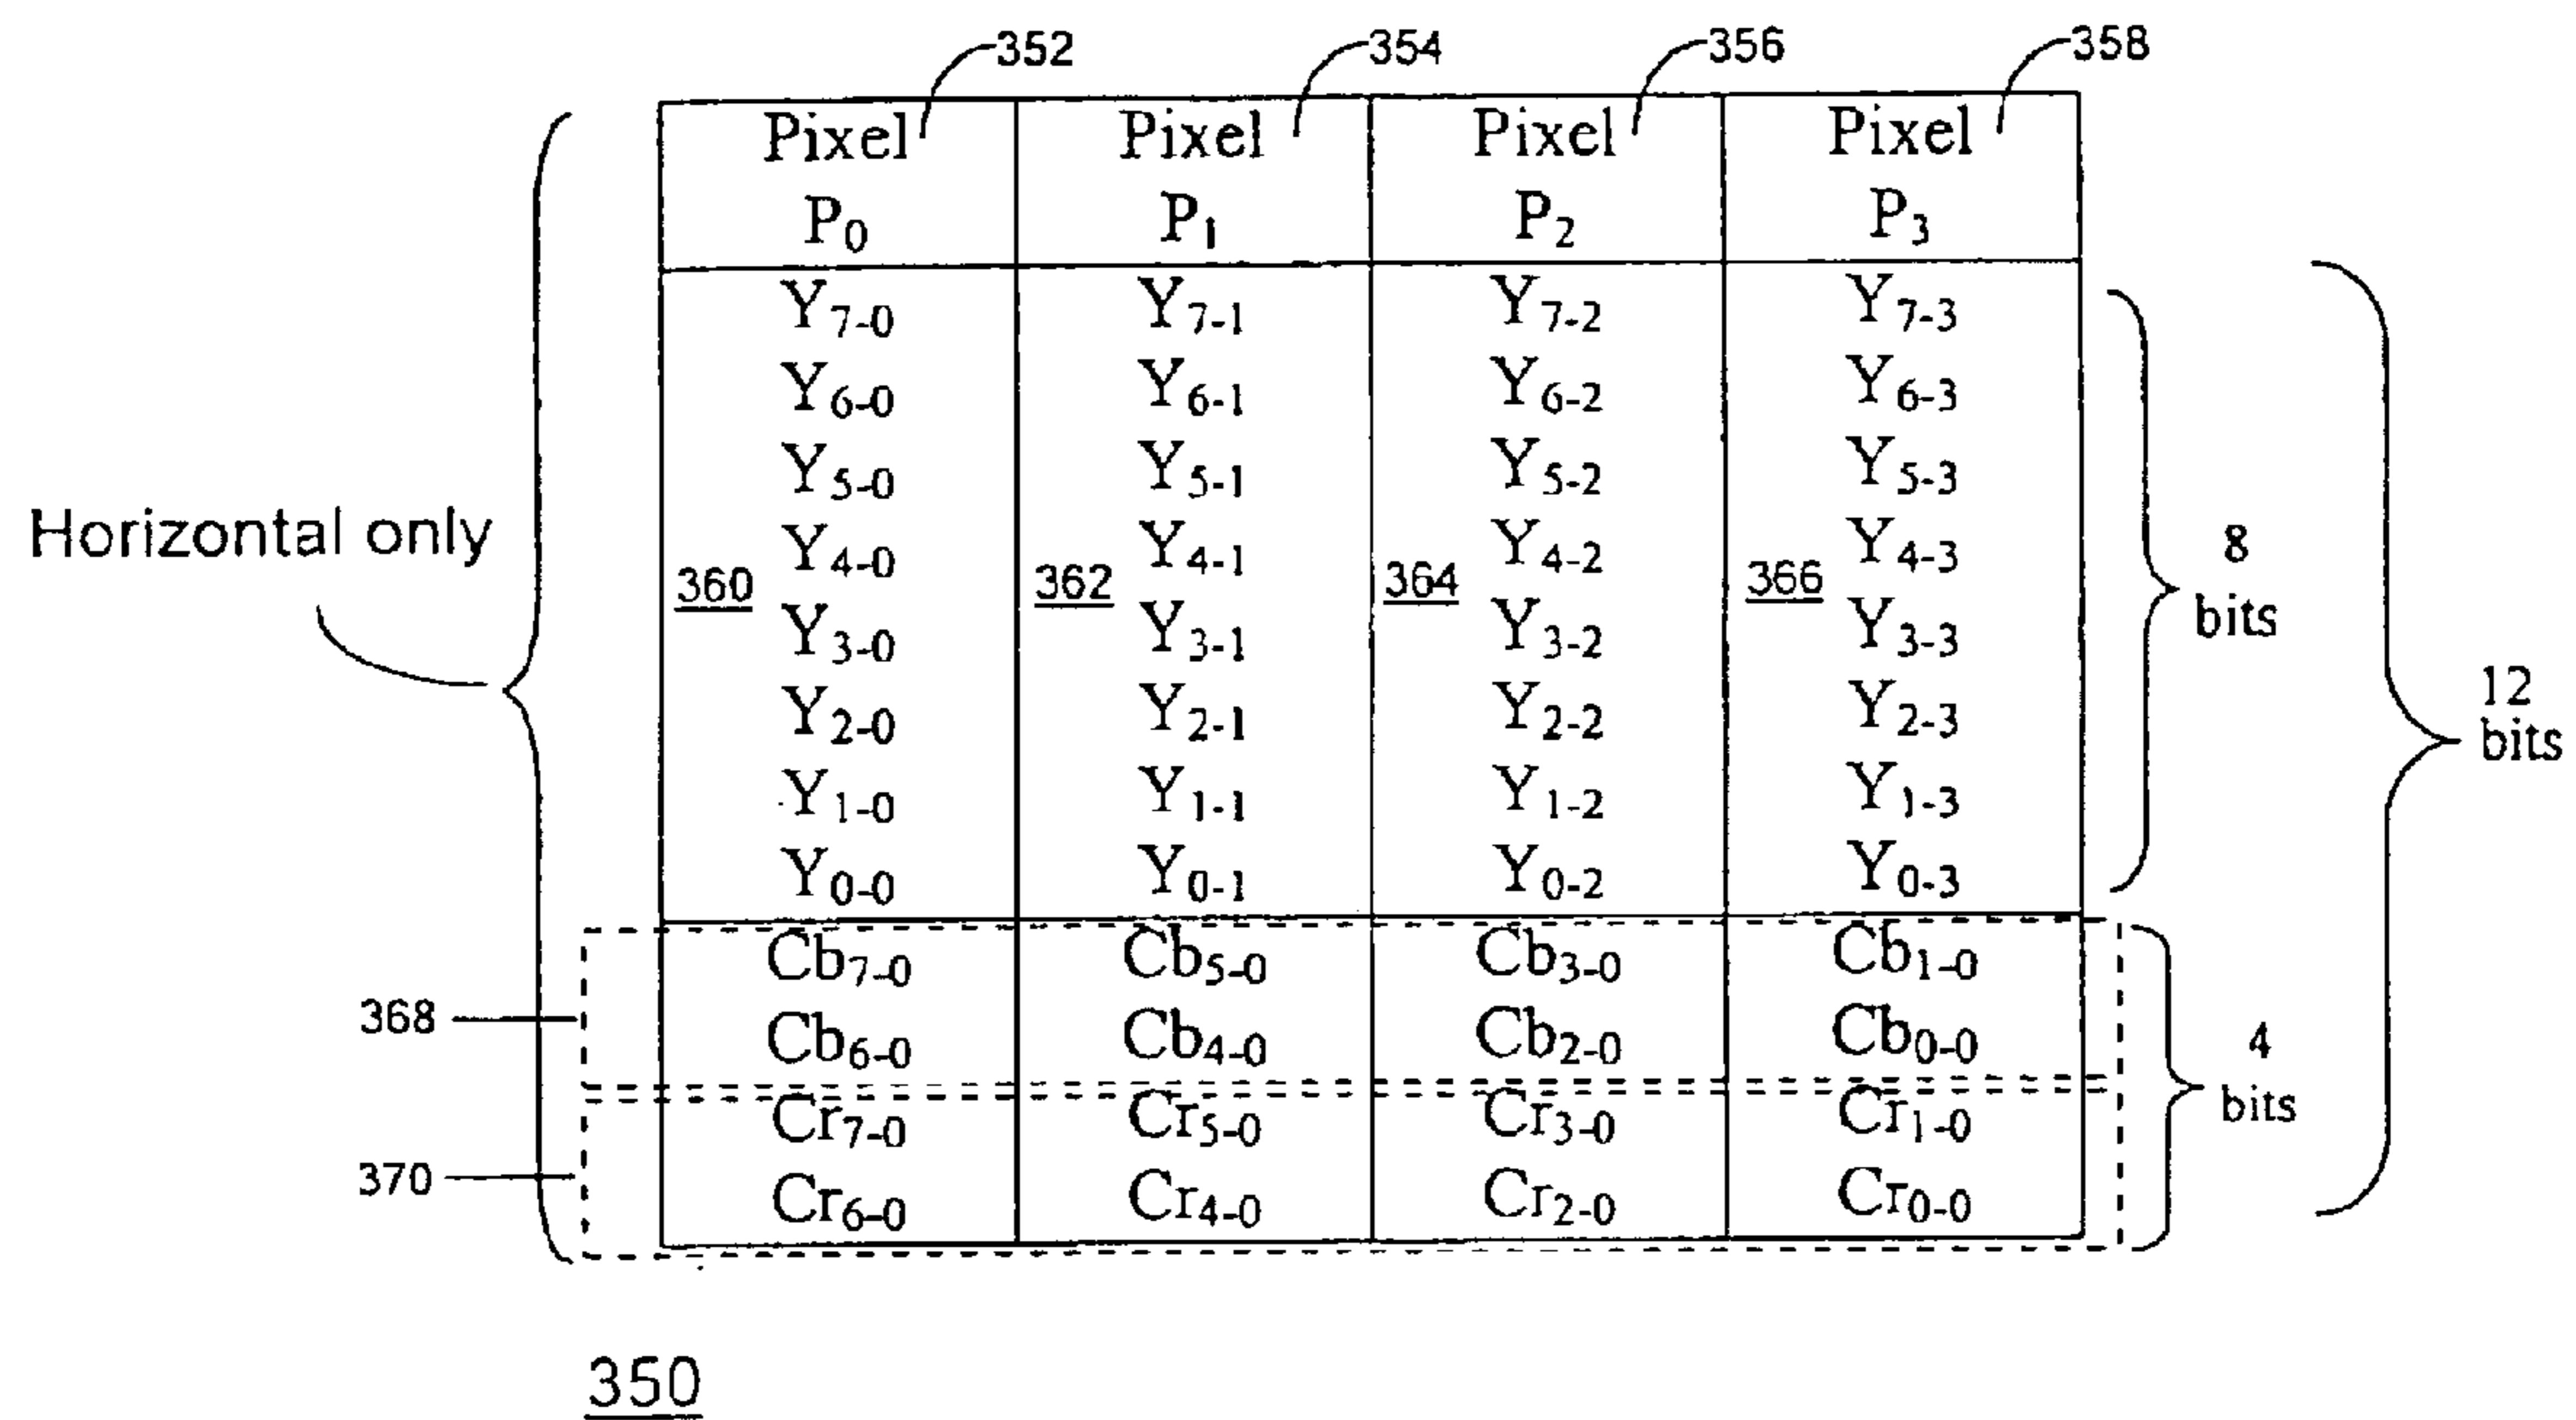 352 354 356 358
Pixel Pixel Pixel Pixel
P₀ P₁ P₂ P₃
Y₇₋₀ Y₇₋₁ Y₇₋₂ Y₇₋₃
Y₆₋₀ Y₆₋₁ Y₆₋₂ Y₆₋₃
Y₅₋₀ Y₅₋₁ Y₅₋₂ Y₅₋₃
Horizontal only
Y₄₋₀ Y₄₋₁ Y₄₋₂ Y₄₋₃
360 362 364 366
8
bits
Y₃₋₀ Y₃₋₁ Y₃₋₂ Y₃₋₃
Y₂₋₀ Y₂₋₁ Y₂₋₂ Y₂₋₃
12
bits
Y₁₋₀ Y₁₋₁ Y₁₋₂ Y₁₋₃
Y₀₋₀ Y₀₋₁ Y₀₋₂ Y₀₋₃
Cb₇₋₀ Cb₅₋₀ Cb₃₋₀ Cb₁₋₀
368
Cb₆₋₀ Cb₄₋₀ Cb₂₋₀ Cb₀₋₀
4
bits
Cr₇₋₀ Cr₅₋₀ Cr₃₋₀ Cr₁₋₀
370
Cr₆₋₀ Cr₄₋₀ Cr₂₋₀ Cr₀₋₀
350